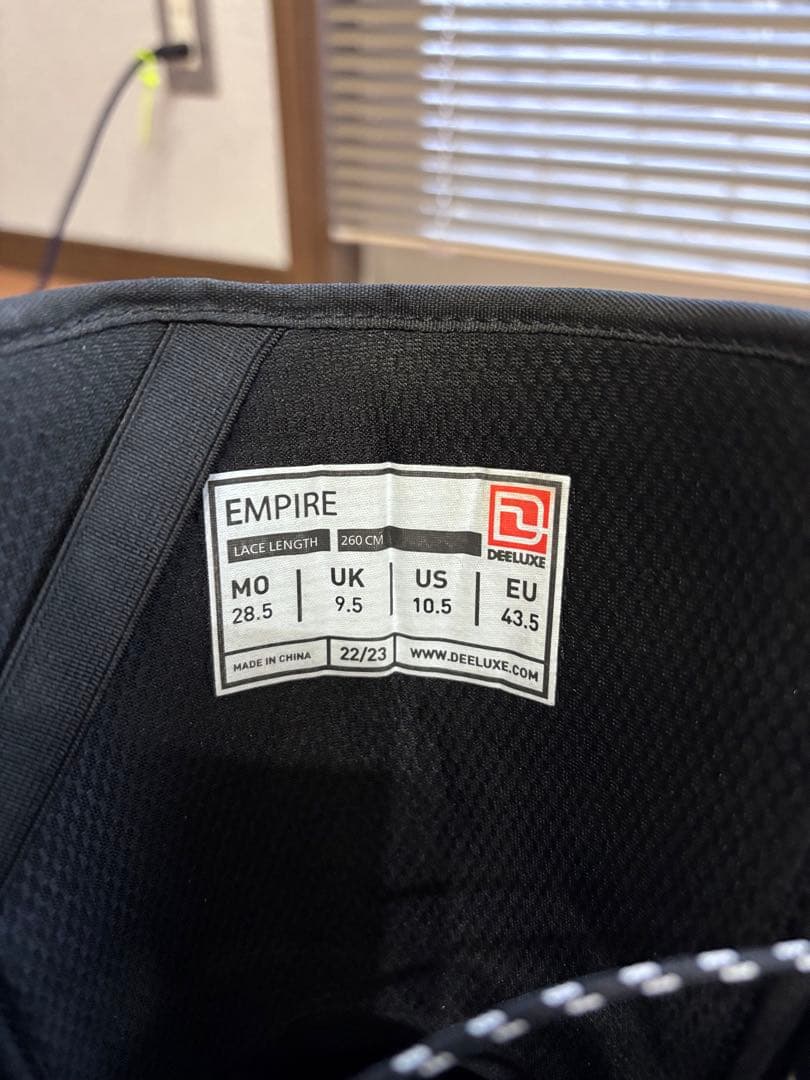 EMPIRE
DEELUXE
LACE LENGTH 260 CM
MO UK US EU
28.5 9.5 10.5 43.5
MADE IN CHINA 22/23 WWW.DEELUXE.COM